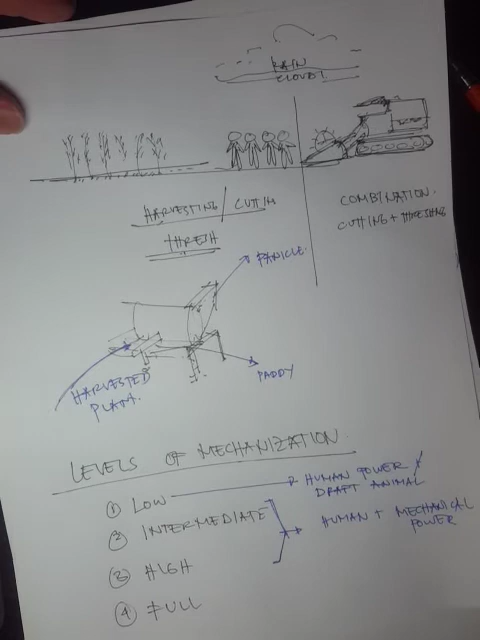 RAIN
CLOUD!
HARVESTING/CUTTING
THRESH
COMBINATION.
CUTTING + THRESHING
PANICLE.
PADDY
HARVESTED
PLANT.
LEVELS OF MECHANIZATION.
① LOW
HUMAN POWER /
DRAFT ANIMAL
② INTERMEDIATE
HUMAN + MECHANICAL
POWER
③ HIGH
④ FULL